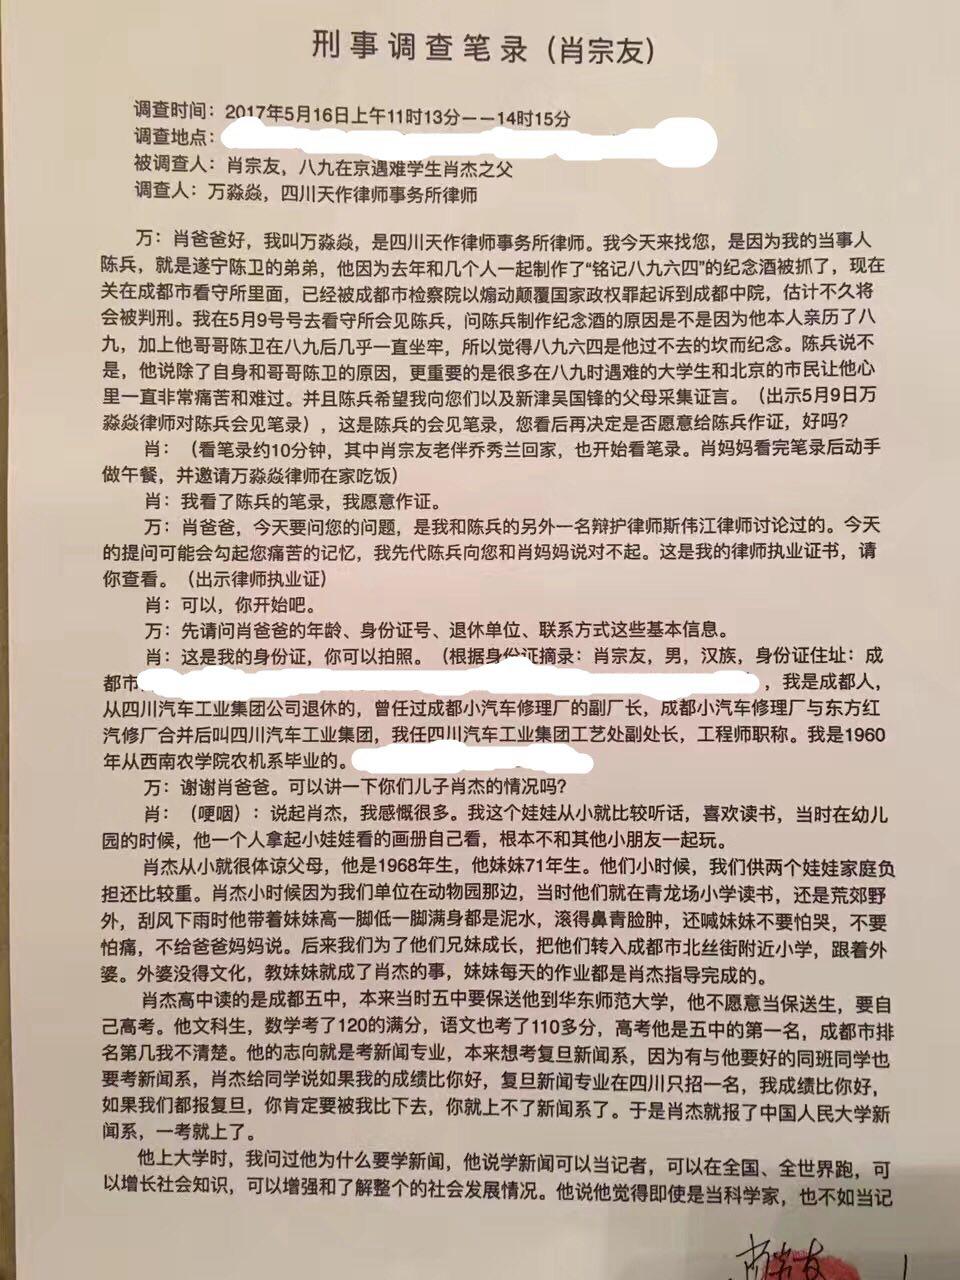 刑事调查笔录（肖宗友）
调查时间：2017年5月16日上午11时13分——14时15分
调查地点：
被调查人：肖宗友，八九在京遇难学生肖杰之父
调查人：万淼焱，四川天作律师事务所律师
万：肖爸爸好，我叫万淼焱，是四川天作律师事务所律师。我今天来找您，是因为我的当事人
陈兵，就是遂宁陈卫的弟弟，他因为去年和几个人一起制作了“铭记八九六四”的纪念酒被抓了，现在
关在成都市看守所里面，已经被成都市检察院以煽动颠覆国家政权罪起诉到成都中院，估计不久将
会被判刑。我在5月9号号去看守所会见陈兵，问陈兵制作纪念酒的原因是不是因为他本人亲历了八
九，加上他哥哥陈卫在八九后几乎一直坐牢，所以觉得八九六四是他过不去的坎而纪念。陈兵说不
是，他说除了自身和哥哥陈卫的原因，更重要的是很多在八九时遇难的大学生和北京的市民让他心
里一直非常痛苦和难过。并且陈兵希望我向您们以及新津吴国锋的父母采集证言。（出示5月9日万
淼焱律师对陈兵会见笔录），这是陈兵的会见笔录，您看后再决定是否愿意给陈兵作证，好吗？
肖：（看笔录约10分钟，其中肖宗友老伴乔秀兰回家，也开始看笔录。肖妈妈看完笔录后动手
做午餐，并邀请万淼焱律师在家吃饭）
肖：我看了陈兵的笔录，我愿意作证。
万：肖爸爸，今天要问您的问题，是我和陈兵的另外一名辩护律师斯伟江律师讨论过的。今天
的提问可能会勾起您痛苦的记忆，我先代陈兵向您和肖妈妈说对不起。这是我的律师执业证书，请
你查看。（出示律师执业证）
肖：可以，你开始吧。
万：先请问肖爸爸的年龄、身份证号、退休单位、联系方式这些基本信息。
肖：这是我的身份证，你可以拍照。（根据身份证摘录：肖宗友，男，汉族，身份证住址：成
都市，我是成都人，
从四川汽车工业集团公司退休的，曾任过成都小汽车修理厂的副厂长，成都小汽车修理厂与东方红
汽修厂合并后叫四川汽车工业集团，我任四川汽车工业集团工艺处副处长，工程师职称。我是1960
年从西南农学院农机系毕业的。
万：谢谢肖爸爸。可以讲一下你们儿子肖杰的情况吗？
肖：（哽咽）：说起肖杰，我感慨很多。我这个娃娃从小就比较听话，喜欢读书，当时在幼儿
园的时候，他一个人拿起小娃娃看的画册自己看，根本不和其他小朋友一起玩。
肖杰从小就很体谅父母，他是1968年生，他妹妹71年生。他们小时候，我们供两个娃娃家庭负
担还比较重。肖杰小时候因为我们单位在动物园那边，当时他们就在青龙场小学读书，还是荒郊野
外，刮风下雨时他带着妹妹高一脚低一脚满身都是泥水，滚得鼻青脸肿，还喊妹妹不要怕哭，不要
怕痛，不给爸爸妈妈说。后来我们为了他们兄妹成长，把他们转入成都市北丝街附近小学，跟着外
婆。外婆没得文化，教妹妹就成了肖杰的事，妹妹每天的作业都是肖杰指导完成的。
肖杰高中读的是成都五中，本来当时五中要保送他到华东师范大学，他不愿意当保送生，要自
己高考。他文科生，数学考了120的满分，语文也考了110多分，高考他是五中的第一名，成都市排
名第几我不清楚。他的志向就是考新闻专业，本来想考复旦新闻系，因为有与他要好的同班同学也
要考新闻系，肖杰给同学说如果我的成绩比你好，复旦新闻专业在四川只招一名，我成绩比你好，
如果我们都报复旦，你肯定要被我比下去，你就上不了新闻系了。于是肖杰就报了中国人民大学新
闻系，一考就上了。
他上大学时，我问过他为什么要学新闻，他说学新闻可以当记者，可以在全国、全世界跑，可
以增长社会知识，可以增强和了解整个的社会发展情况。他说他觉得即使是当科学家，也不如当记
肖宗友